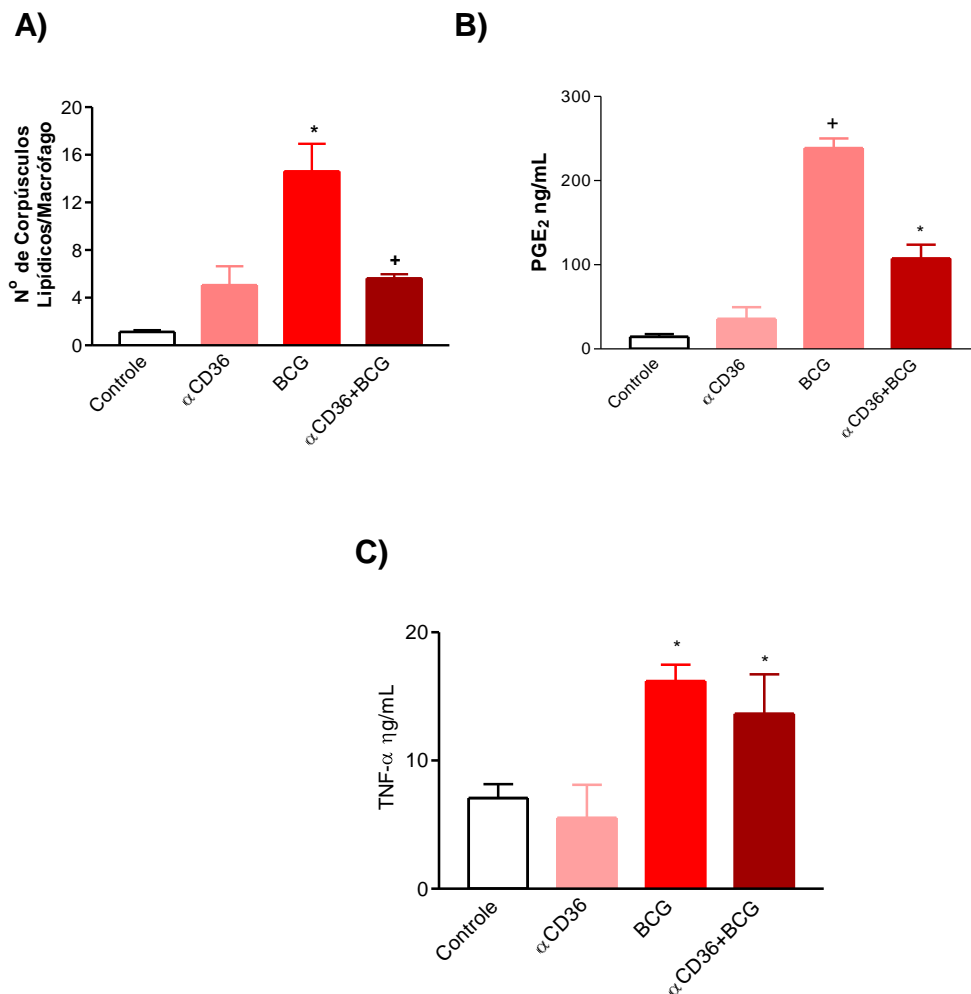 A)
20
16
12
8
4
0
Nº de Corpúsculos
Lipídicos/Macrófago
*
+
Controle
αCD36
BCG
αCD36+BCG
B)
300
200
100
0
PGE₂ ng/mL
+
*
Controle
αCD36
BCG
αCD36+BCG
C)
20
10
0
TNF-α ηg/mL
*
*
Controle
αCD36
BCG
αCD36+BCG